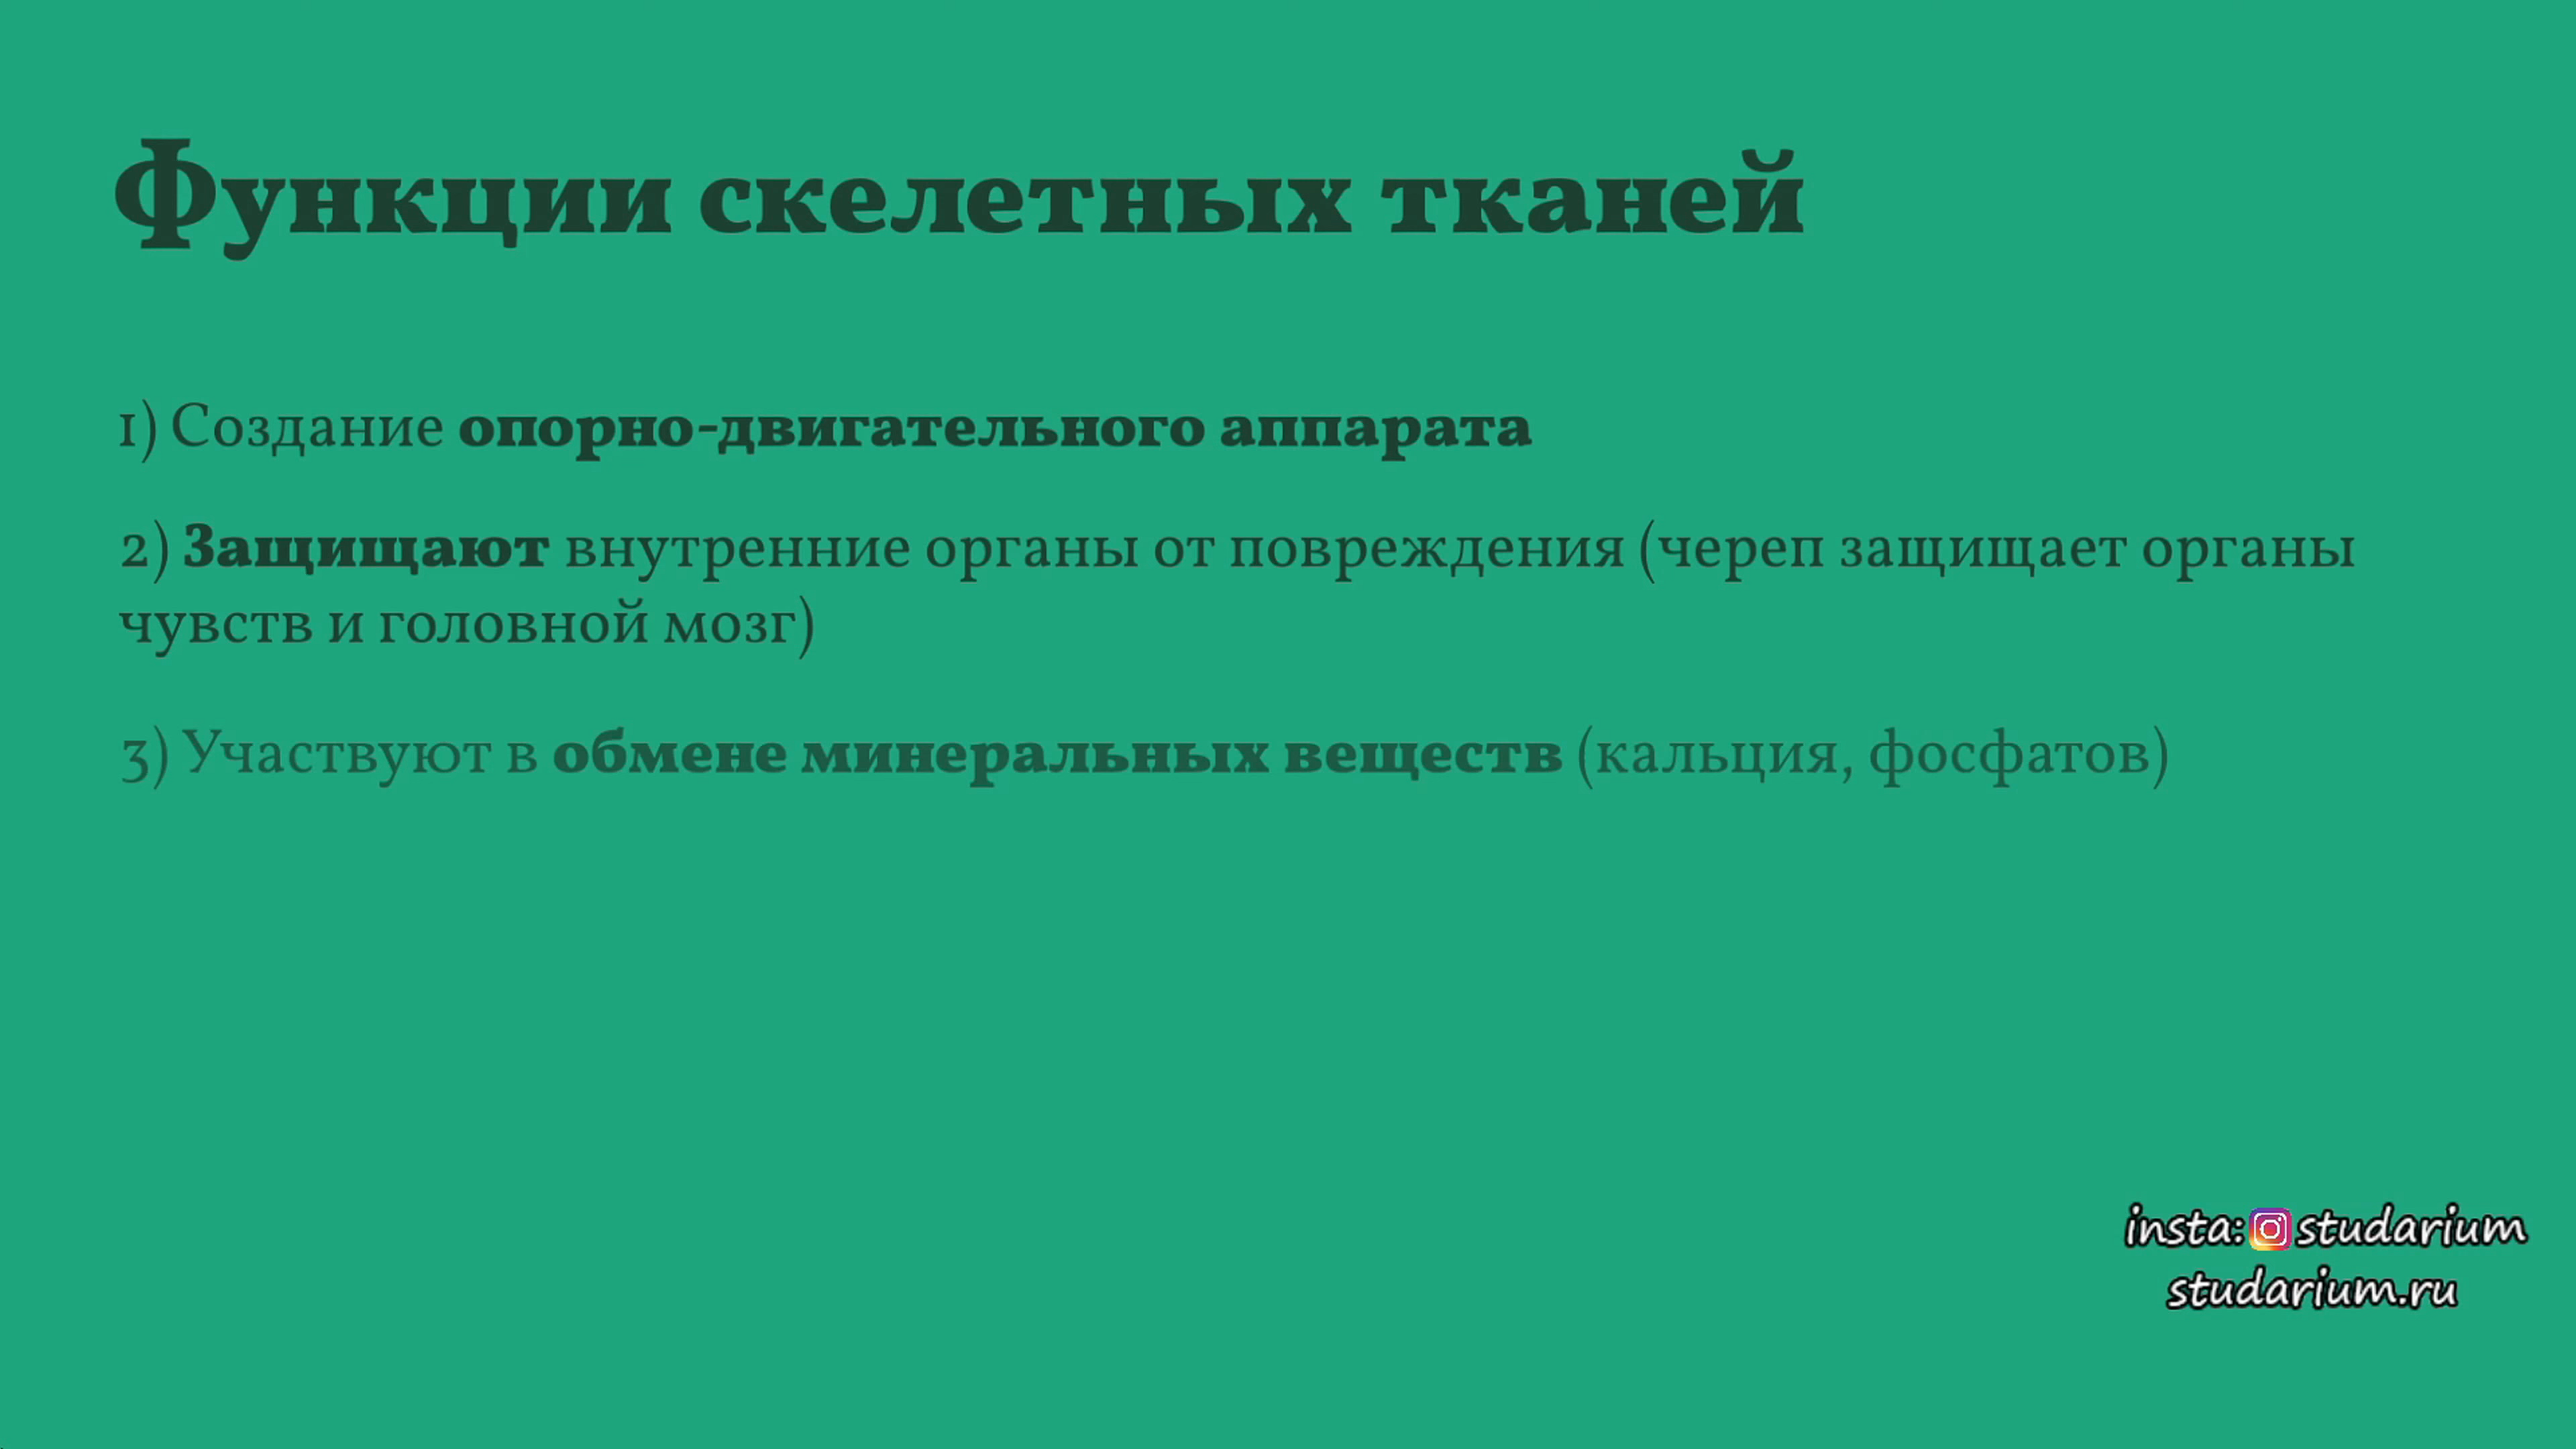 Функции скелетных тканей
1) Создание опорно-двигательного аппарата
2) Защищают внутренние органы от повреждения (череп защищает органы
чувств и головной мозг)
3) Участвуют в обмене минеральных веществ (кальция, фосфатов)
insta: studarium
studarium.ru